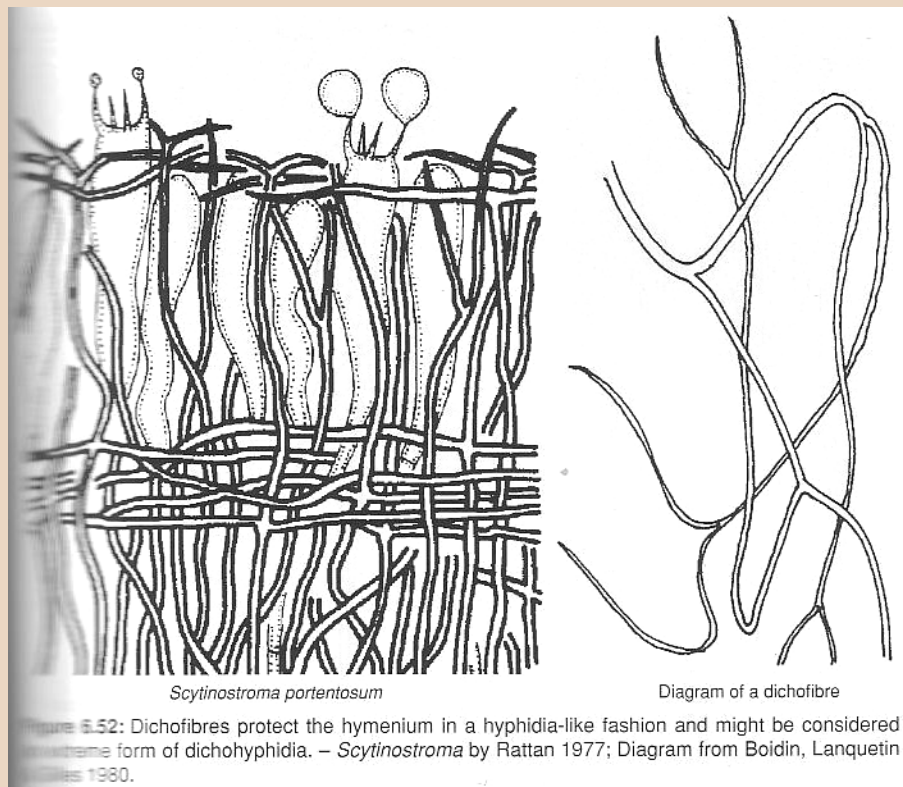 Scytinostroma portentosum
Diagram of a dichofibre
Figure 6.52: Dichofibres protect the hymenium in a hyphidia-like fashion and might be considered
form of dichohyphidia. – Scytinostroma by Rattan 1977; Diagram from Boidin, Lanquetin
1980.